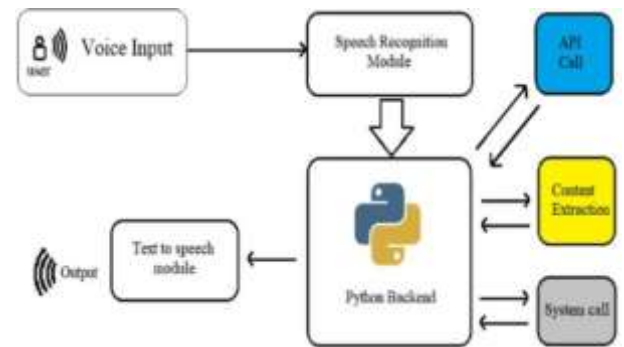 Voice Input
user
Speech Recognition
Module
API
Call
Content
Extraction
Text to speech
module
Output
Python Backend
System call